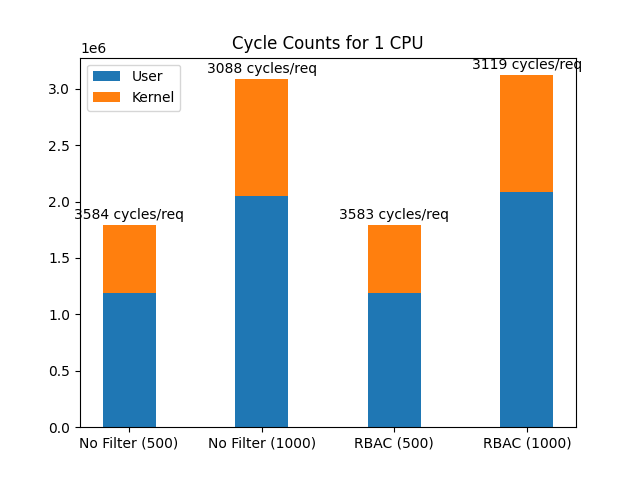 Cycle Counts for 1 CPU
1e6
User
Kernel
3584 cycles/req
3088 cycles/req
3583 cycles/req
3119 cycles/req
3.0
2.5
2.0
1.5
1.0
0.5
0.0
No Filter (500)
No Filter (1000)
RBAC (500)
RBAC (1000)